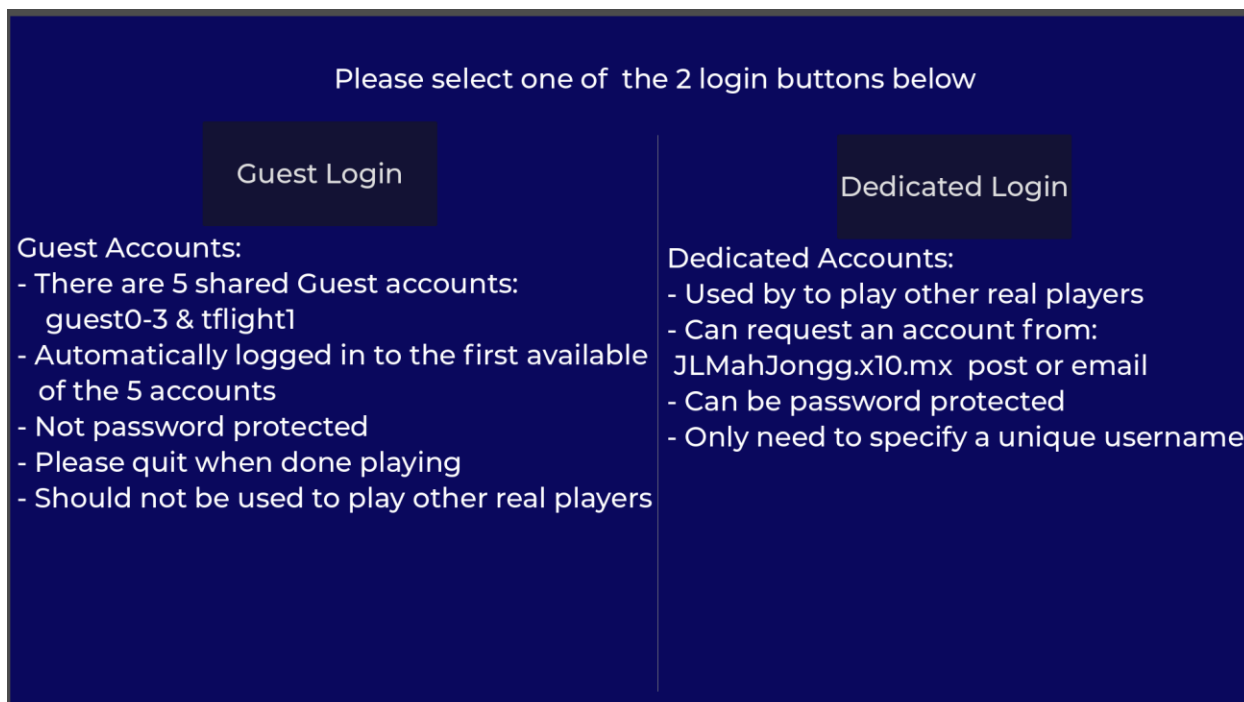 Please select one of  the 2 login buttons below
Guest Login
Guest Accounts:
- There are 5 shared Guest accounts:
guest0-3 & tflight1
- Automatically logged in to the first available
of the 5 accounts
- Not password protected
- Please quit when done playing
- Should not be used to play other real players
Dedicated Login
Dedicated Accounts:
- Used by to play other real players
- Can request an account from:
JLMahJongg.x10.mx  post or email
- Can be password protected
- Only need to specify a unique username